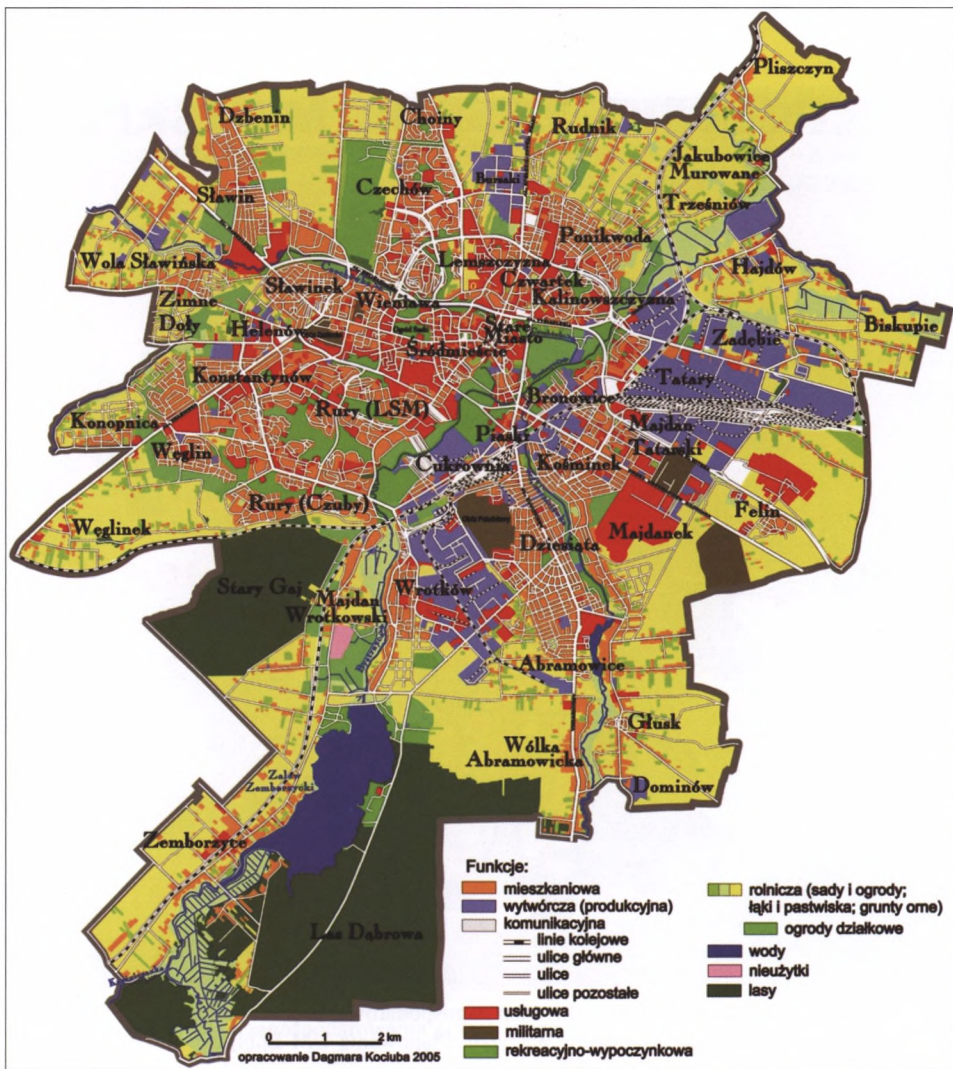 Pliszczyn
Dzbenin
Choiny
Rudnik
Bursaki
Jakubowice
Murowane
Czechów
Sławin
Trześniów
Ponikwoda
Wola Sławińska
Lemszczyzna
Hajdów
Czwartek
Sławinek
Zimne
Doły
Wieniawa
Kalinowszczyzna
Biskupie
Helenów
Stare
Miasto
Zadębie
Śródmieście
Konstantynów
Tatary
Bronowice
Rury (LSM)
Konopnica
Majdan
Tatarski
Piaski
Węglin
Cukrownia
Kośminek
Rury (Czuby)
Felin
Węglinek
Majdanek
Dziesiąta
Stary Gaj
Majdan
Wrotkowski
Wrotków
Abramowice
Głusk
Wólka
Abramowicka
Zalew
Zemborzycki
Dominów
Zemborzyce
Las Dąbrowa
Funkcje:
mieszkaniowa
wytwórcza (produkcyjna)
komunikacyjna
linie kolejowe
ulice główne
ulice
ulice pozostałe
usługowa
militarna
rekreacyjno-wypoczynkowa
rolnicza (sady i ogrody;
łąki i pastwiska; grunty orne)
ogrody działkowe
wody
nieużytki
lasy
0 1 2 km
opracowanie Dagmara Kociuba 2005